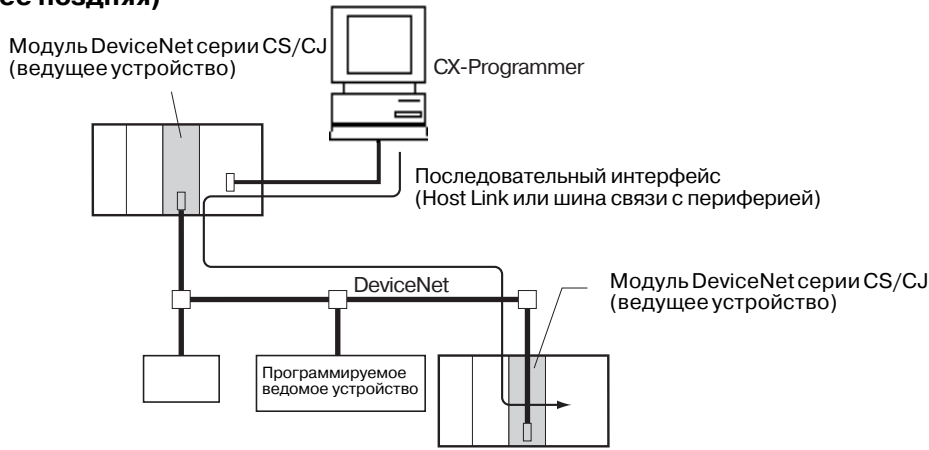 ее поздняя)
Модуль DeviceNet серии CS/CJ
(ведущее устройство)
CX-Programmer
Последовательный интерфейс
(Host Link или шина связи с периферией)
DeviceNet
Модуль DeviceNet серии CS/CJ
(ведущее устройство)
Программируемое
ведомое устройство